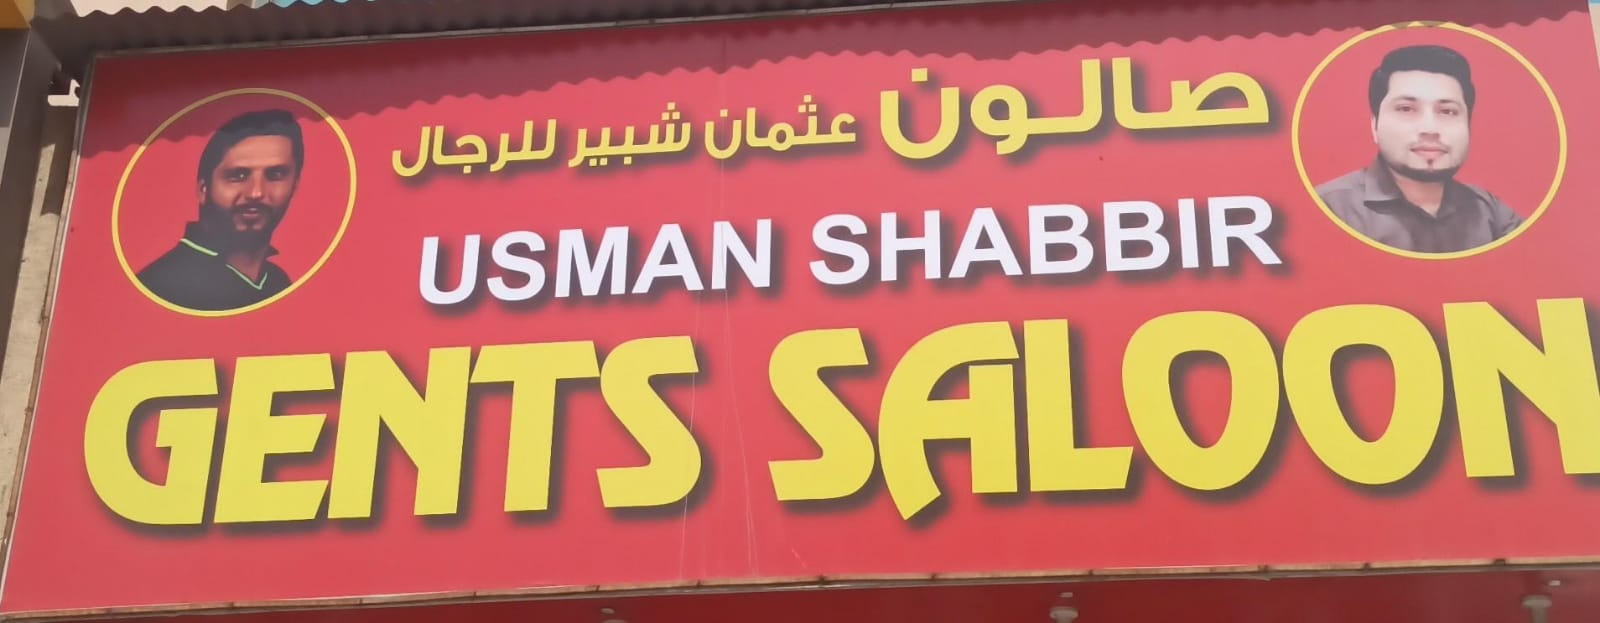 صالون عثمان شبير للرجال
USMAN SHABBIR
GENTS SALOON